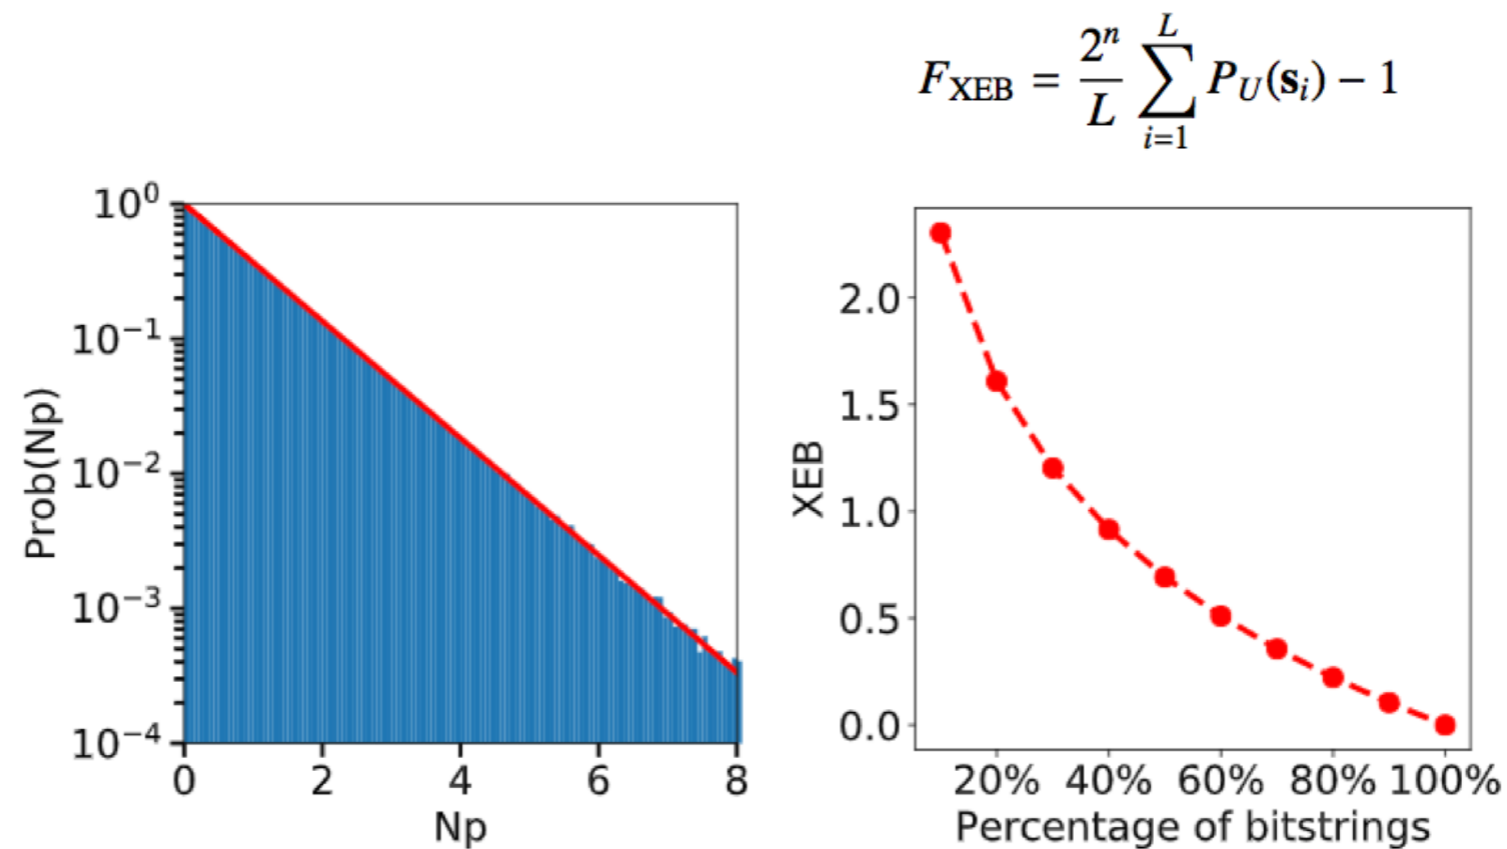 F_XEB = \frac{2^n}{L} \sum_{i=1}^{L} P_U(s_i) − 1
10^0
10^−1
10^−2
10^−3
10^−4
Prob(Np)
0 2 4 6 8
Np
2.0
1.5
1.0
0.5
0.0
XEB
20% 40% 60% 80% 100%
Percentage of bitstrings